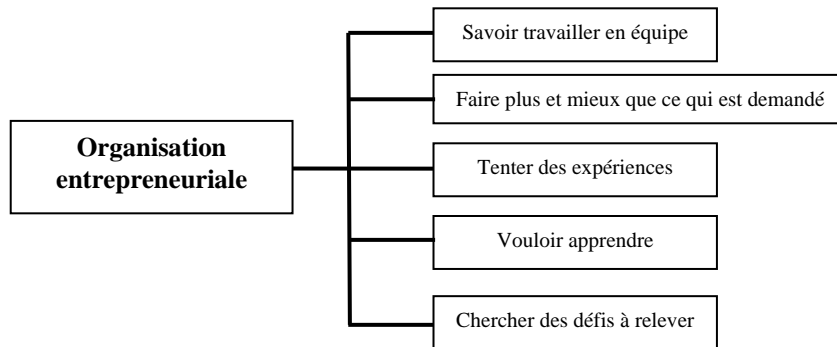 Savoir travailler en équipe
Faire plus et mieux que ce qui est demandé
Organisation
entrepreneuriale
Tenter des expériences
Vouloir apprendre
Chercher des défis à relever